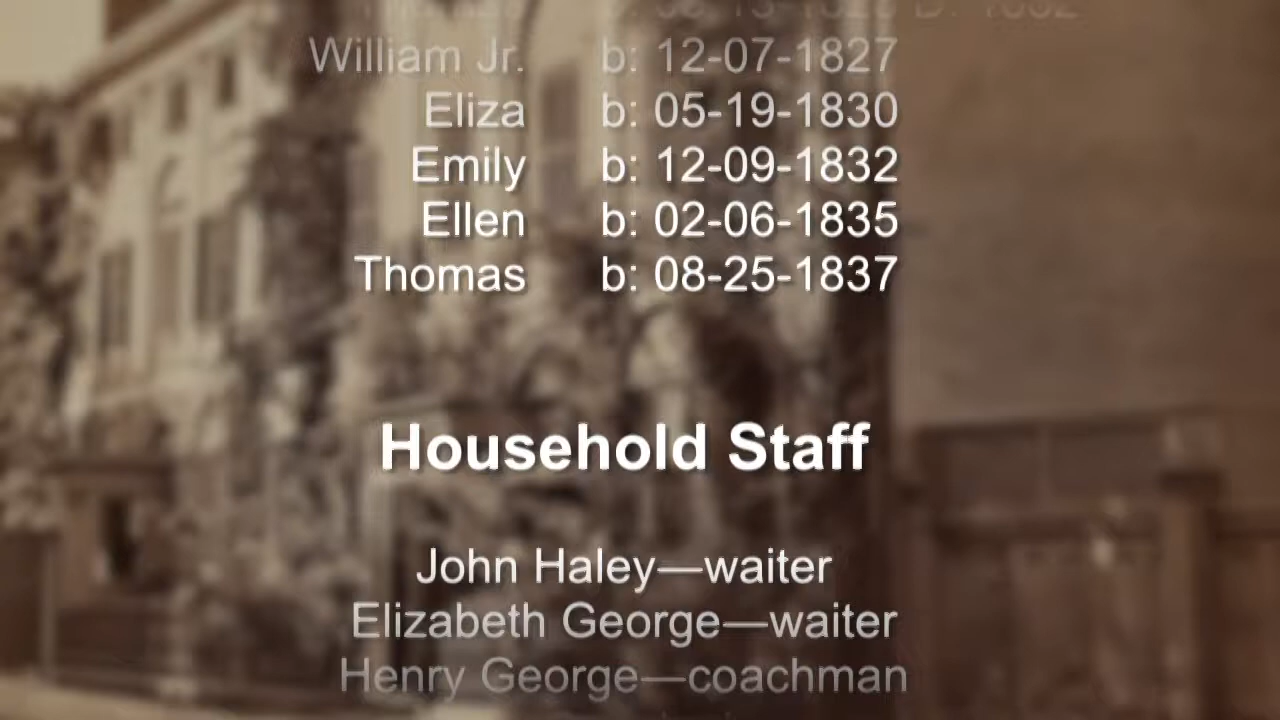 William Jr. b: 12-07-1827
Eliza b: 05-19-1830
Emily b: 12-09-1832
Ellen b: 02-06-1835
Thomas b: 08-25-1837
Household Staff
John Haley—waiter
Elizabeth George—waiter
Henry George—coachman